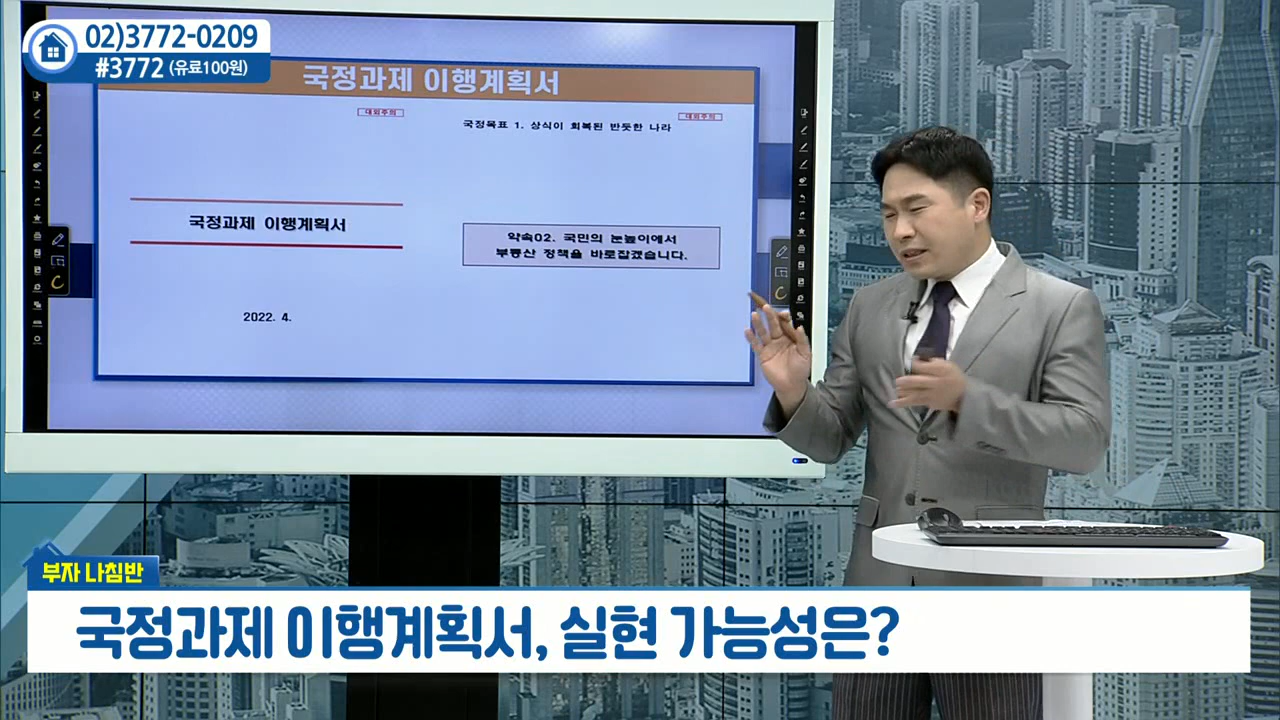 02)3772-0209
#3772 (유료100원)
국정과제 이행계획서
대외주의
대외주의
국정목표 1. 상식이 회복된 반듯한 나라
국정과제 이행계획서
약속02. 국민의 눈높이에서
부동산 정책을 바로잡겠습니다.
2022. 4.
부자 나침반
국정과제 이행계획서, 실현 가능성은?